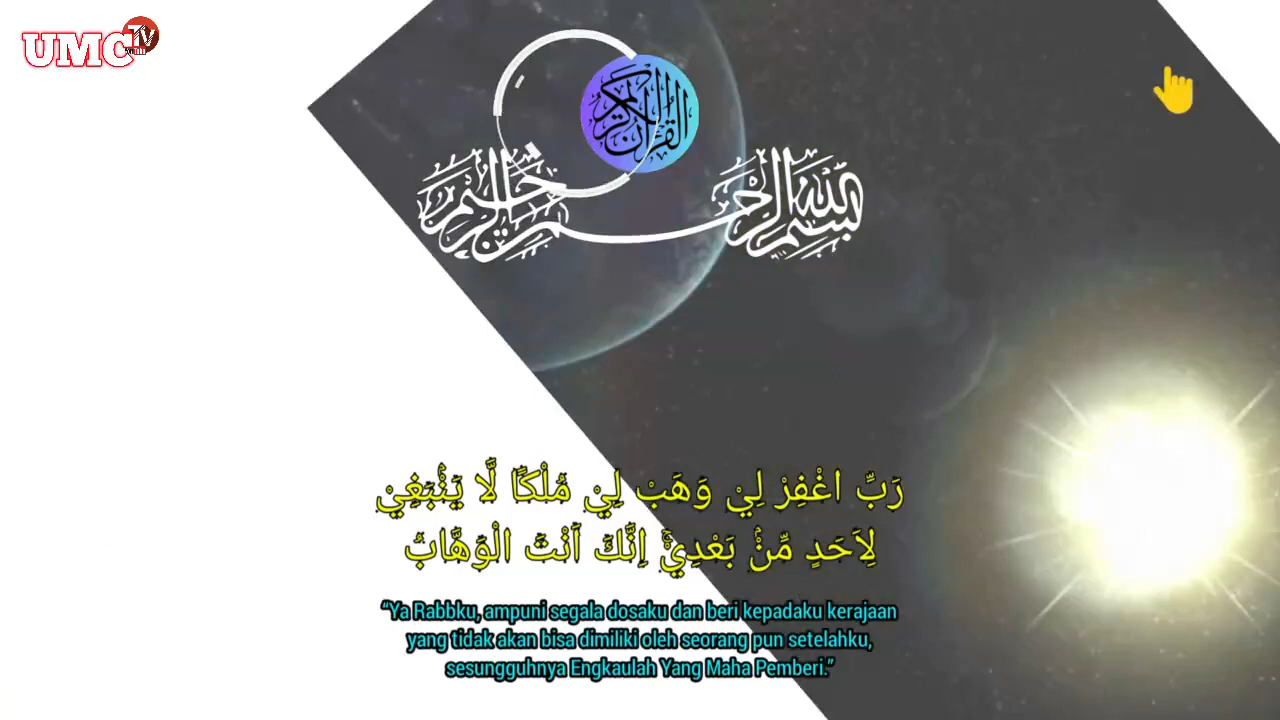 UMC TV
القرآن الكريم
بسم الله الرحمن الرحيم
رَبِّ اغْفِرْ لِيْ وَهَبْ لِيْ مُلْكًا لَّا يَنْۢبَغِيْ
لِاَحَدٍ مِّنْۢ بَعْدِيْۚ اِنَّكَ اَنْتَ الْوَهَّابُ
“Ya Rabbku, ampuni segala dosaku dan beri kepadaku kerajaan
yang tidak akan bisa dimiliki oleh seorang pun setelahku,
sesungguhnya Engkaulah Yang Maha Pemberi.”